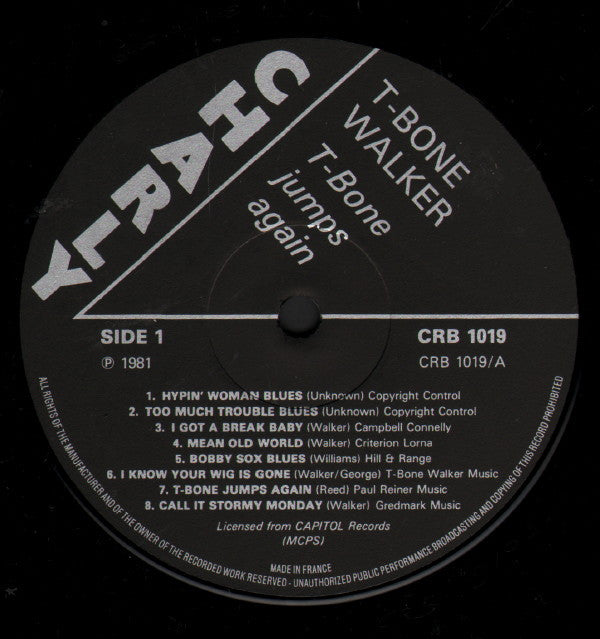 CHARLY
T-BONE
WALKER
T-Bone
jumps
again
SIDE 1
CRB 1019
℗ 1981
CRB 1019/A
1. HYPIN' WOMAN BLUES (Unknown) Copyright Control
2. TOO MUCH TROUBLE BLUES (Unknown) Copyright Control
3. I GOT A BREAK BABY (Walker) Campbell Connelly
4. MEAN OLD WORLD (Walker) Criterion Lorna
5. BOBBY SOX BLUES (Williams) Hill & Range
6. I KNOW YOUR WIG IS GONE (Walker/George) T-Bone Walker Music
7. T-BONE JUMPS AGAIN (Reed) Paul Reiner Music
8. CALL IT STORMY MONDAY (Walker) Gredmark Music
Licensed from CAPITOL Records
(MCPS)
MADE IN FRANCE
ALL RIGHTS OF THE MANUFACTURER AND OF THE OWNER OF THE RECORDED WORK RESERVED - UNAUTHORIZED PUBLIC PERFORMANCE BROADCASTING AND COPYING OF THIS RECORD PROHIBITED